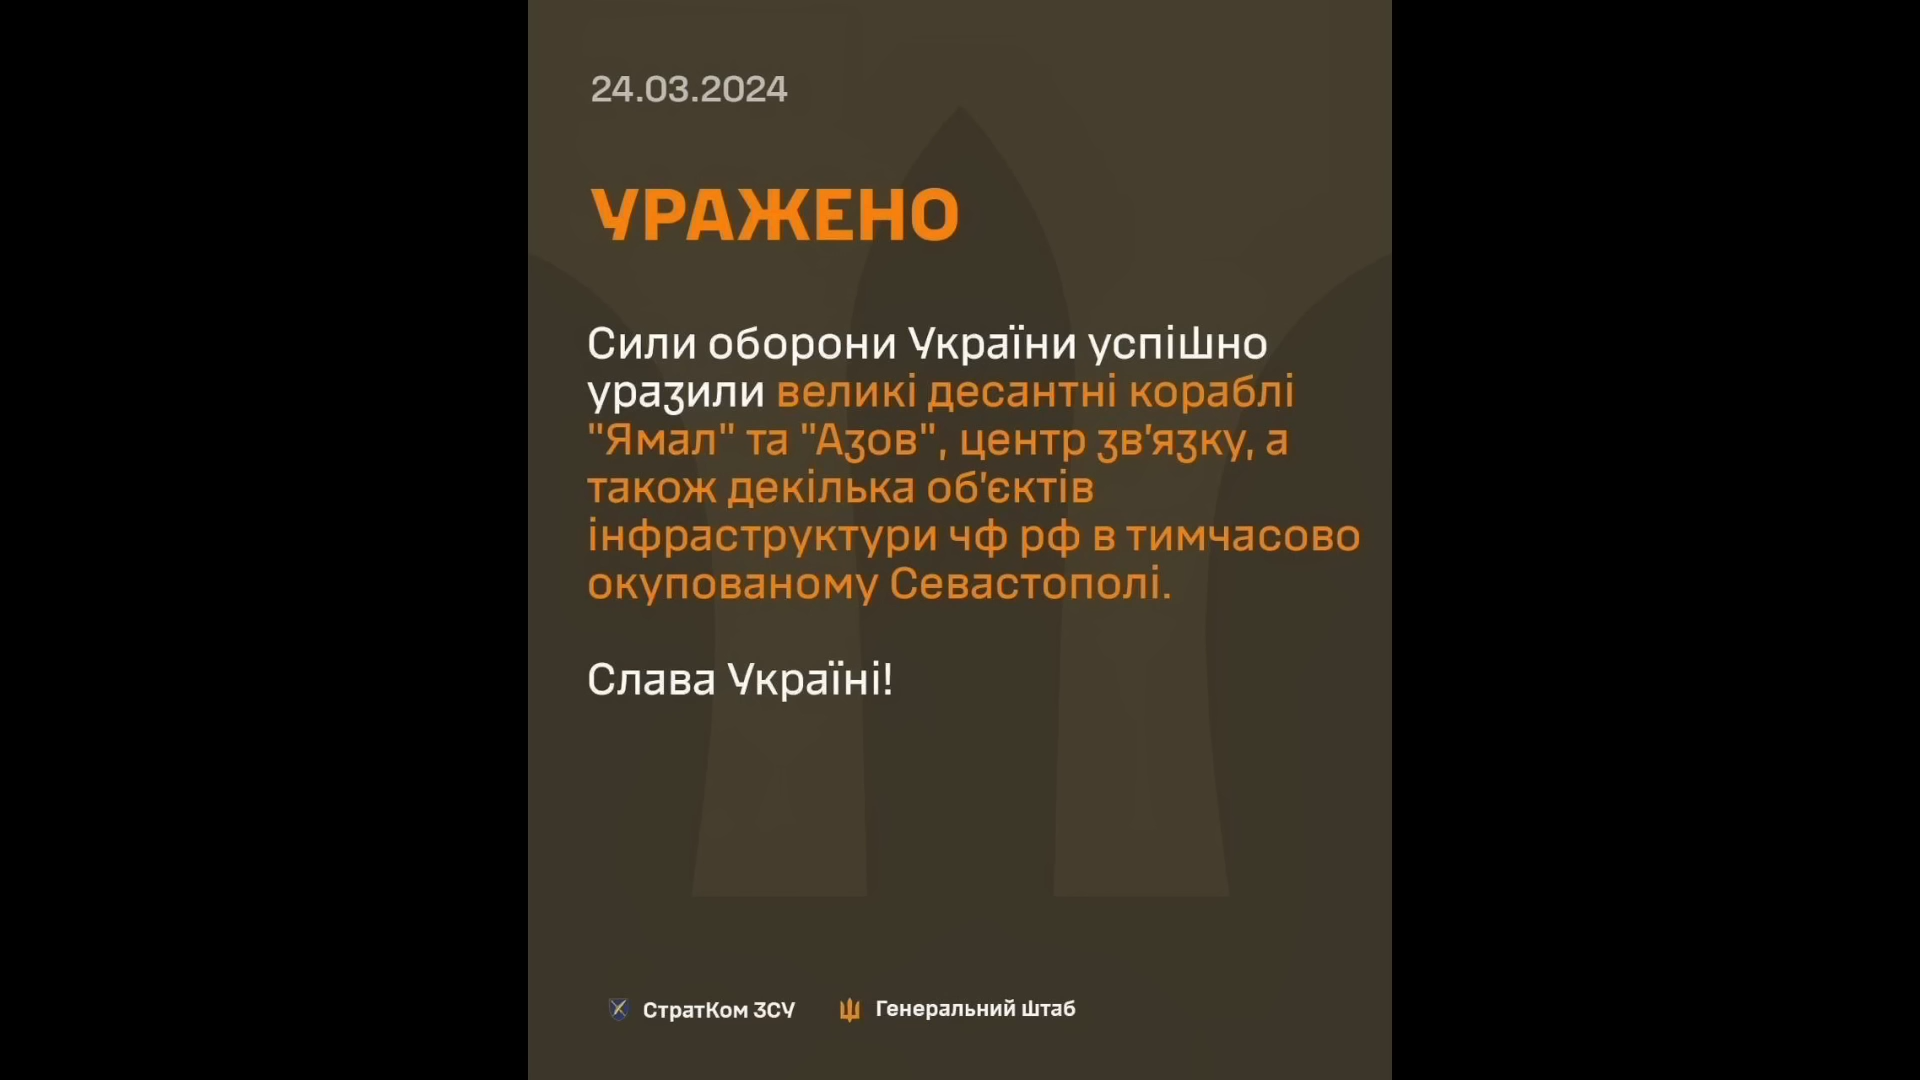 24.03.2024
УРАЖЕНО
Сили оборони України успішно
уразили великі десантні кораблі
"Ямал" та "Азов", центр зв'язку, а
також декілька об'єктів
інфраструктури чф рф в тимчасово
окупованому Севастополі.
Слава Україні!
СтратКом ЗСУ
Генеральний штаб